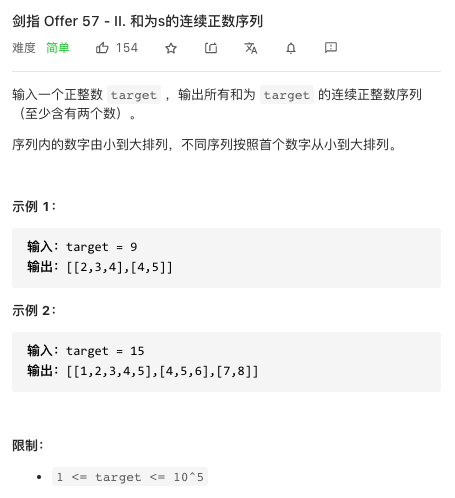 剑指 Offer 57 - II. 和为s的连续正数序列
难度 简单 154
输入一个正整数 target ，输出所有和为 target 的连续正整数序列
（至少含有两个数）。
序列内的数字由小到大排列，不同序列按照首个数字从小到大排列。
示例 1：
输入：target = 9
输出：[[2,3,4],[4,5]]
示例 2：
输入：target = 15
输出：[[1,2,3,4,5],[4,5,6],[7,8]]
限制：
• 1 <= target <= 10^5